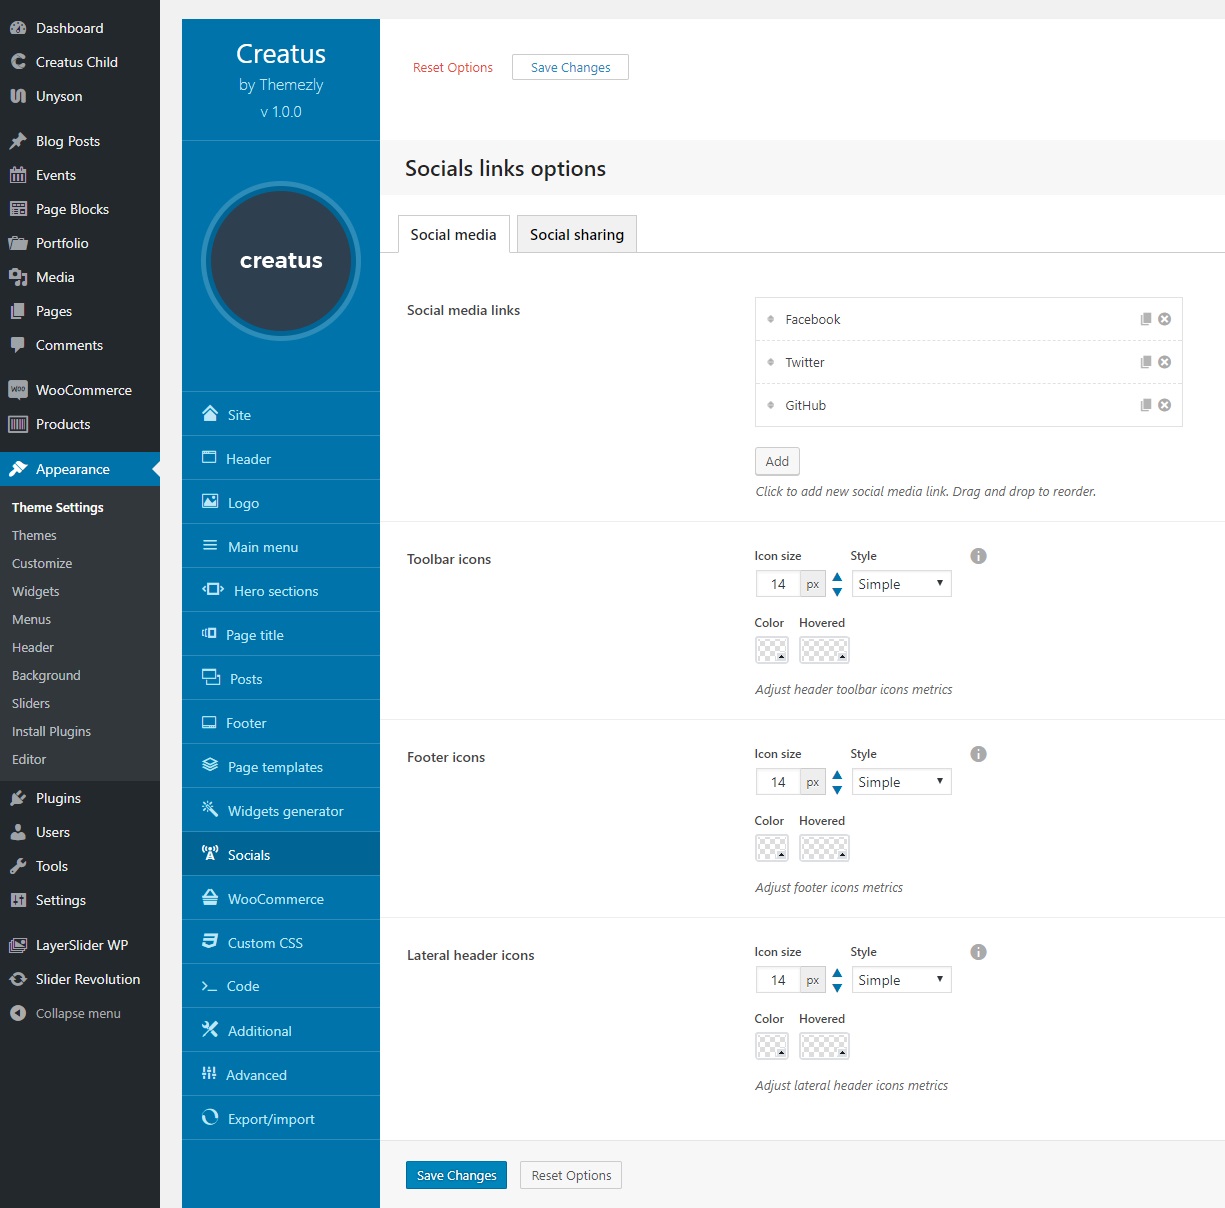 Dashboard
Creatus Child
Unyson
Blog Posts
Events
Page Blocks
Portfolio
Media
Pages
Comments
WOO
WooCommerce
Products
Appearance
Theme Settings
Themes
Customize
Widgets
Menus
Header
Background
Sliders
Install Plugins
Editor
Plugins
Users
Tools
Settings
LayerSlider WP
Slider Revolution
Collapse menu
Creatus
by Themezly
v 1.0.0
creatus
Site
Header
Logo
Main menu
Hero sections
Page title
Posts
Footer
Page templates
Widgets generator
Socials
WooCommerce
Custom CSS
Code
Additional
Advanced
Export/import
Reset Options Save Changes
Socials links options
Social media Social sharing
Social media links
Facebook
Twitter
GitHub
Add
Click to add new social media link. Drag and drop to reorder.
Toolbar icons
Icon size Style
14 px Simple
Color Hovered
Adjust header toolbar icons metrics
Footer icons
Icon size Style
14 px Simple
Color Hovered
Adjust footer icons metrics
Lateral header icons
Icon size Style
14 px Simple
Color Hovered
Adjust lateral header icons metrics
Save Changes Reset Options